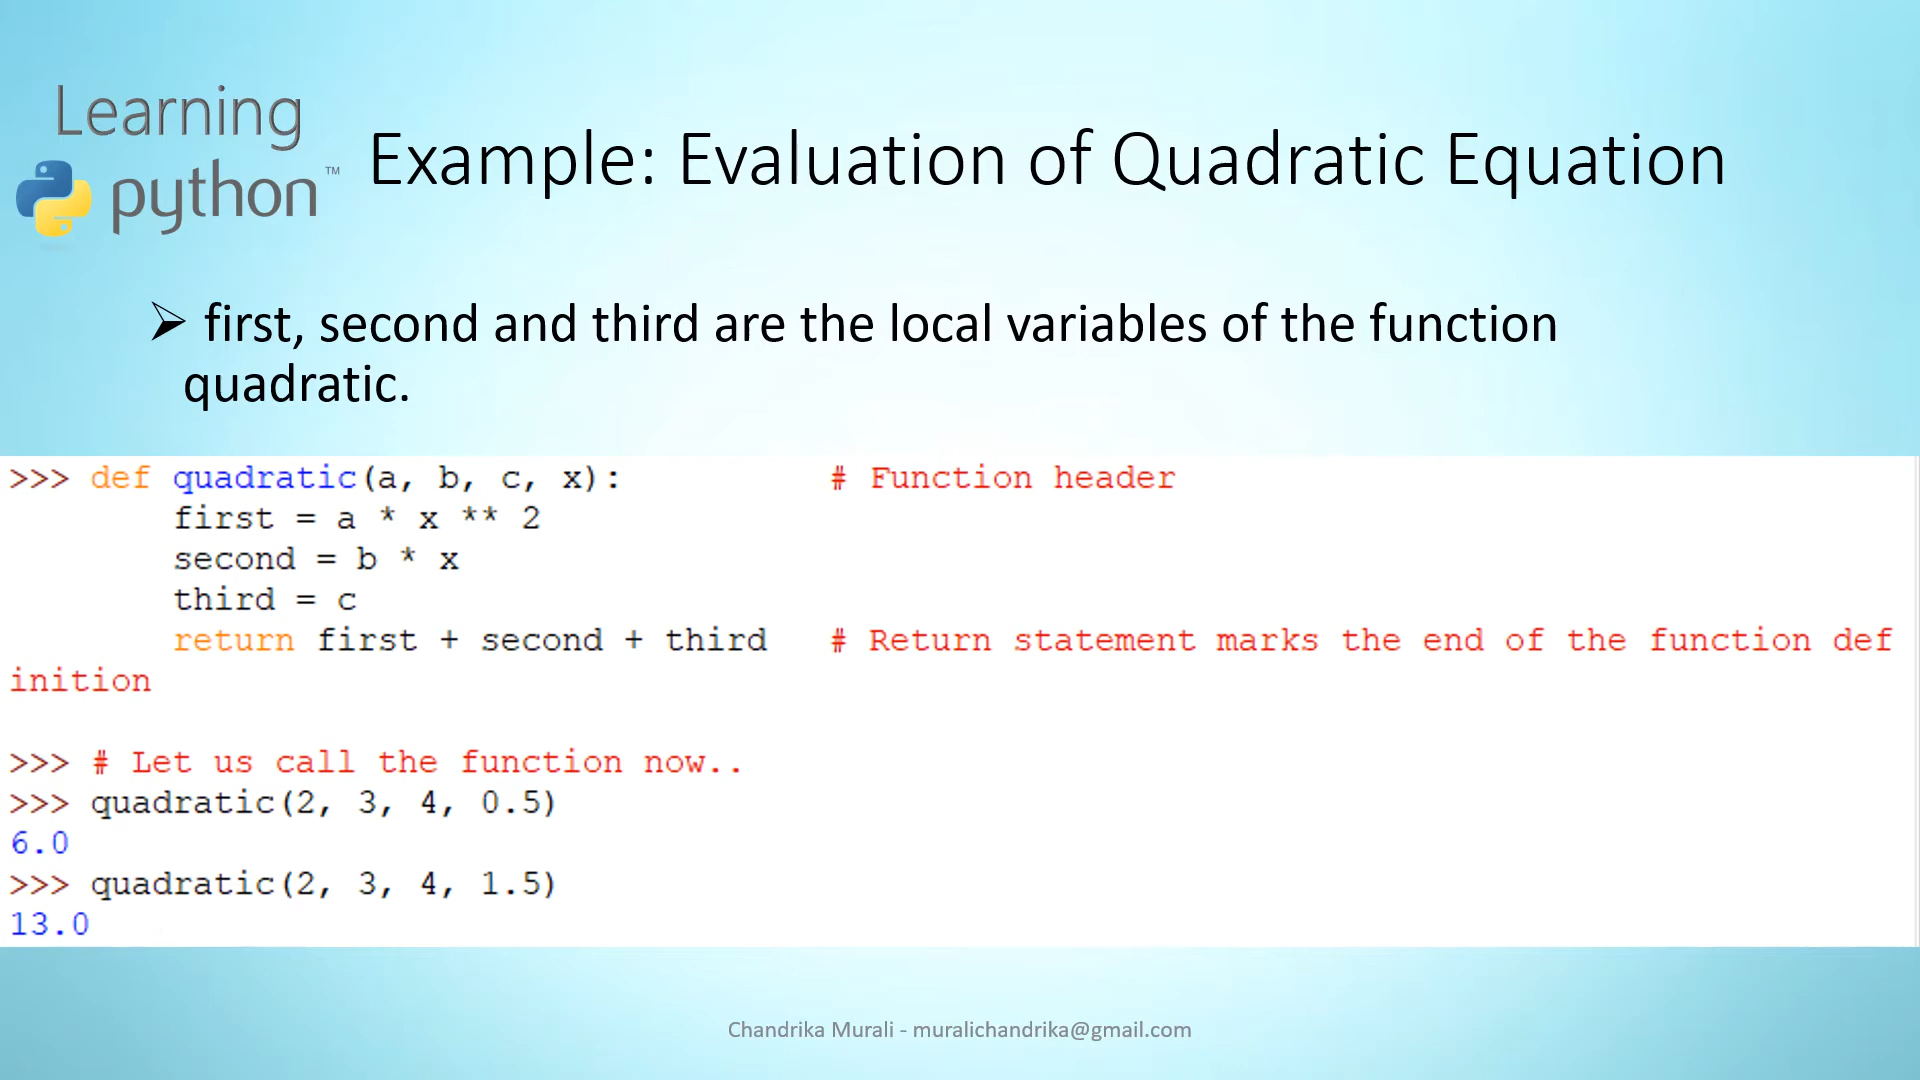 Learning
python™
Example: Evaluation of Quadratic Equation
➢ first, second and third are the local variables of the function
quadratic.
>>> def quadratic(a, b, c, x):          # Function header
        first = a * x ** 2
        second = b * x
        third = c
        return first + second + third   # Return statement marks the end of the function def
inition
>>> # Let us call the function now..
>>> quadratic(2, 3, 4, 0.5)
6.0
>>> quadratic(2, 3, 4, 1.5)
13.0
Chandrika Murali - muralichandrika@gmail.com